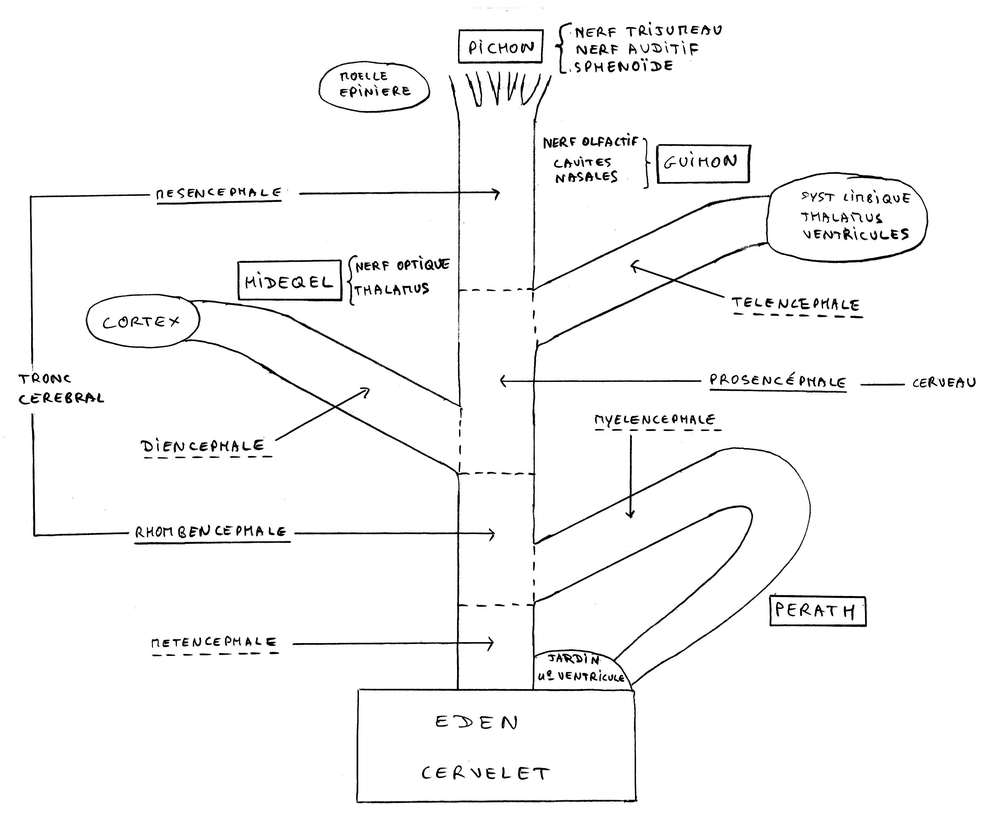 PICHON
NERF TRIJUMEAU
NERF AUDITIF
SPHENOÏDE
MOELLE
EPINIERE
NERF OLFACTIF
CAVITES
NASALES
GUIHON
MESENCEPHALE
SYST LIMBIQUE
THALAMUS
VENTRICULES
HIDEQEL
NERF OPTIQUE
THALAMUS
TELENCEPHALE
CORTEX
TRONC
CEREBRAL
PROSENCÉPHALE
CERVEAU
MYELENCEPHALE
DIENCEPHALE
RHOMBENCEPHALE
PERATH
METENCEPHALE
JARDIN
4e VENTRICULE
EDEN
CERVELET